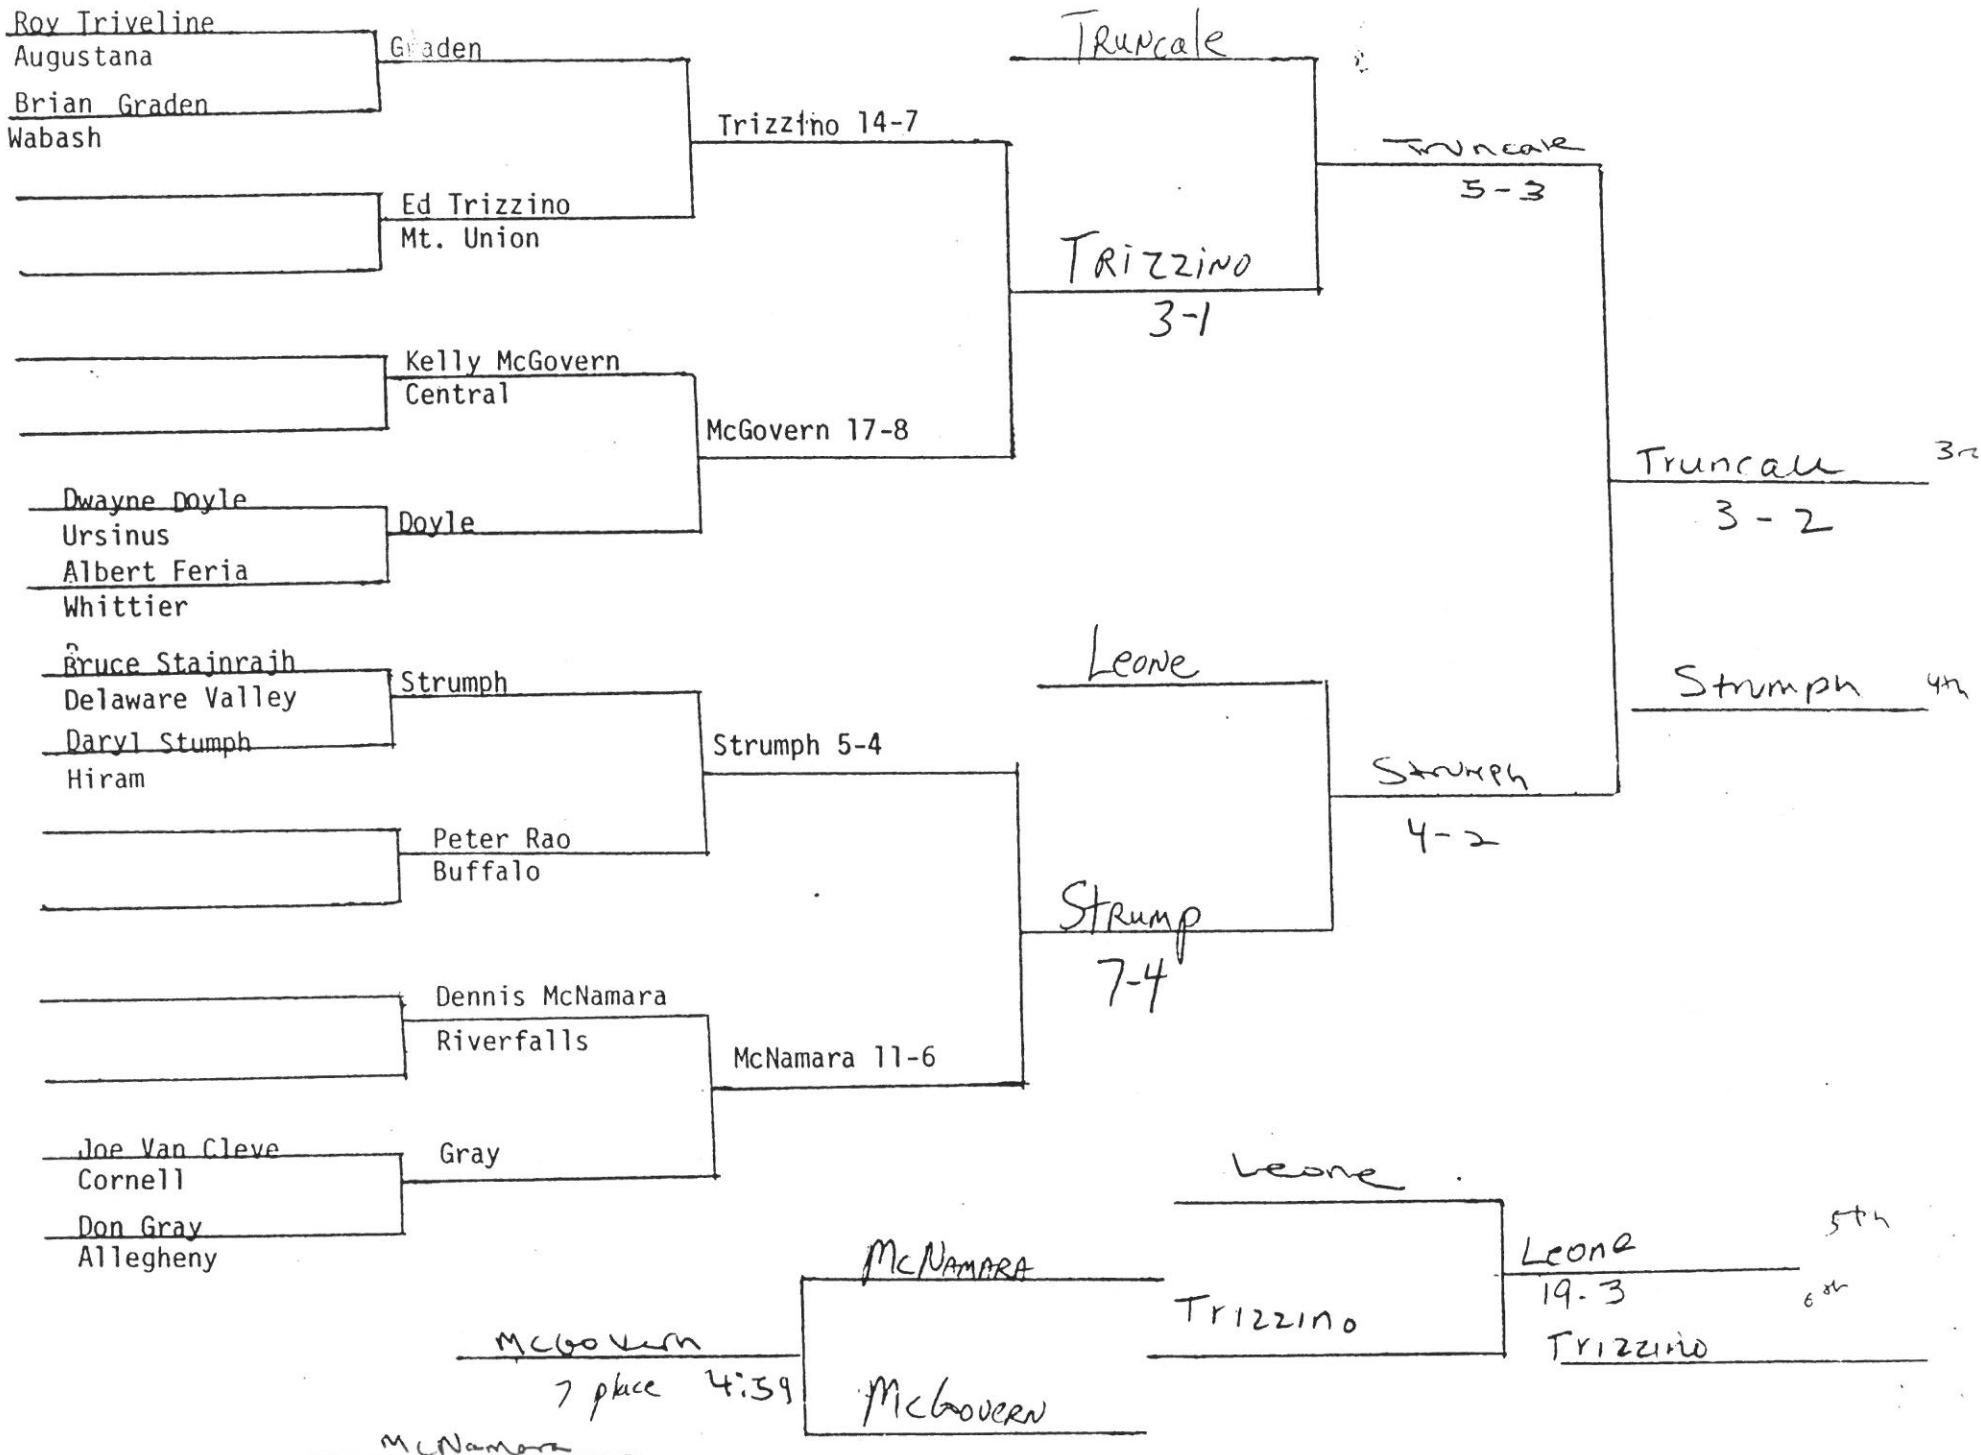 Roy Triveline
Augustana
Graden
Brian Graden
Wabash
Trizzino 14-7
Ed Trizzino
Mt. Union
Truncale
Truncale
5-3
Trizzino
3-1
Kelly McGovern
Central
McGovern 17-8
Dwayne Doyle
Ursinus
Doyle
Albert Feria
Whittier
Truncale
3-2
Bruce Stajnrajh
Delaware Valley
Strumph
Daryl Stumph
Hiram
Strumph 5-4
Peter Rao
Buffalo
Leone
Strumph
4-2
Strump
7-4
Strumph 4th
Dennis McNamara
Riverfalls
McNamara 11-6
Joe Van Cleve
Cornell
Gray
Don Gray
Allegheny
Leone
Leone 5th
19-3
Trizzino
6th
Trizzino
McNamara
McGovern
7 place 4:59
McGovern
McNamara